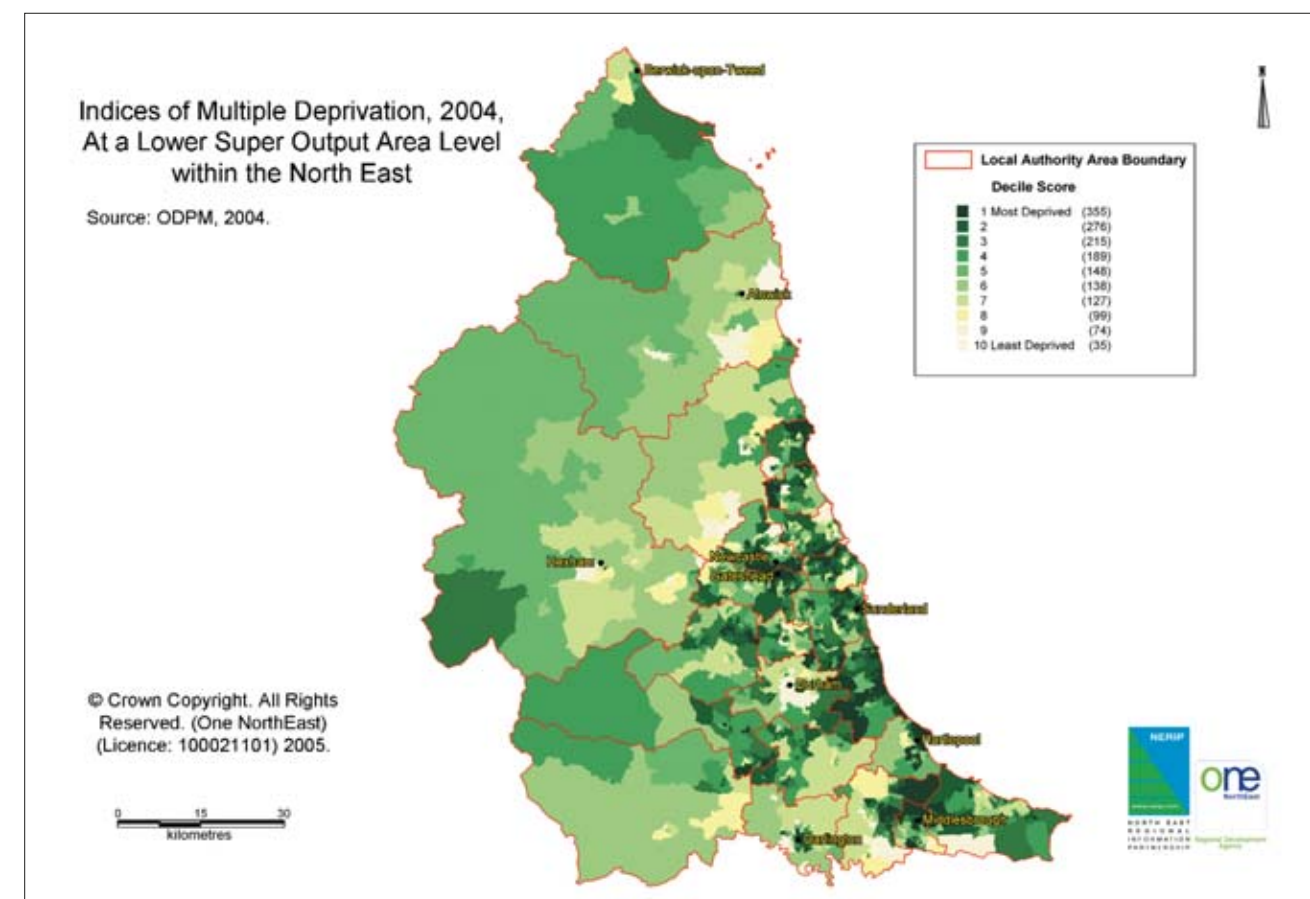 Indices of Multiple Deprivation, 2004,
At a Lower Super Output Area Level
within the North East
Source: ODPM, 2004.
N
Local Authority Area Boundary
Decile Score
1 Most Deprived (355)
2 (276)
3 (215)
4 (189)
5 (148)
6 (138)
7 (127)
8 (99)
9 (74)
10 Least Deprived (35)
Berwick-upon-Tweed
Alnwick
Hexham
Newcastle
Gateshead
Sunderland
Durham
Hartlepool
Middlesbrough
Darlington
© Crown Copyright. All Rights
Reserved. (One NorthEast)
(Licence: 100021101) 2005.
0 15 30
kilometres
NERIP
NORTH EAST
REGIONAL
INFORMATION
PARTNERSHIP
one
NorthEast
Regional Development
Agency